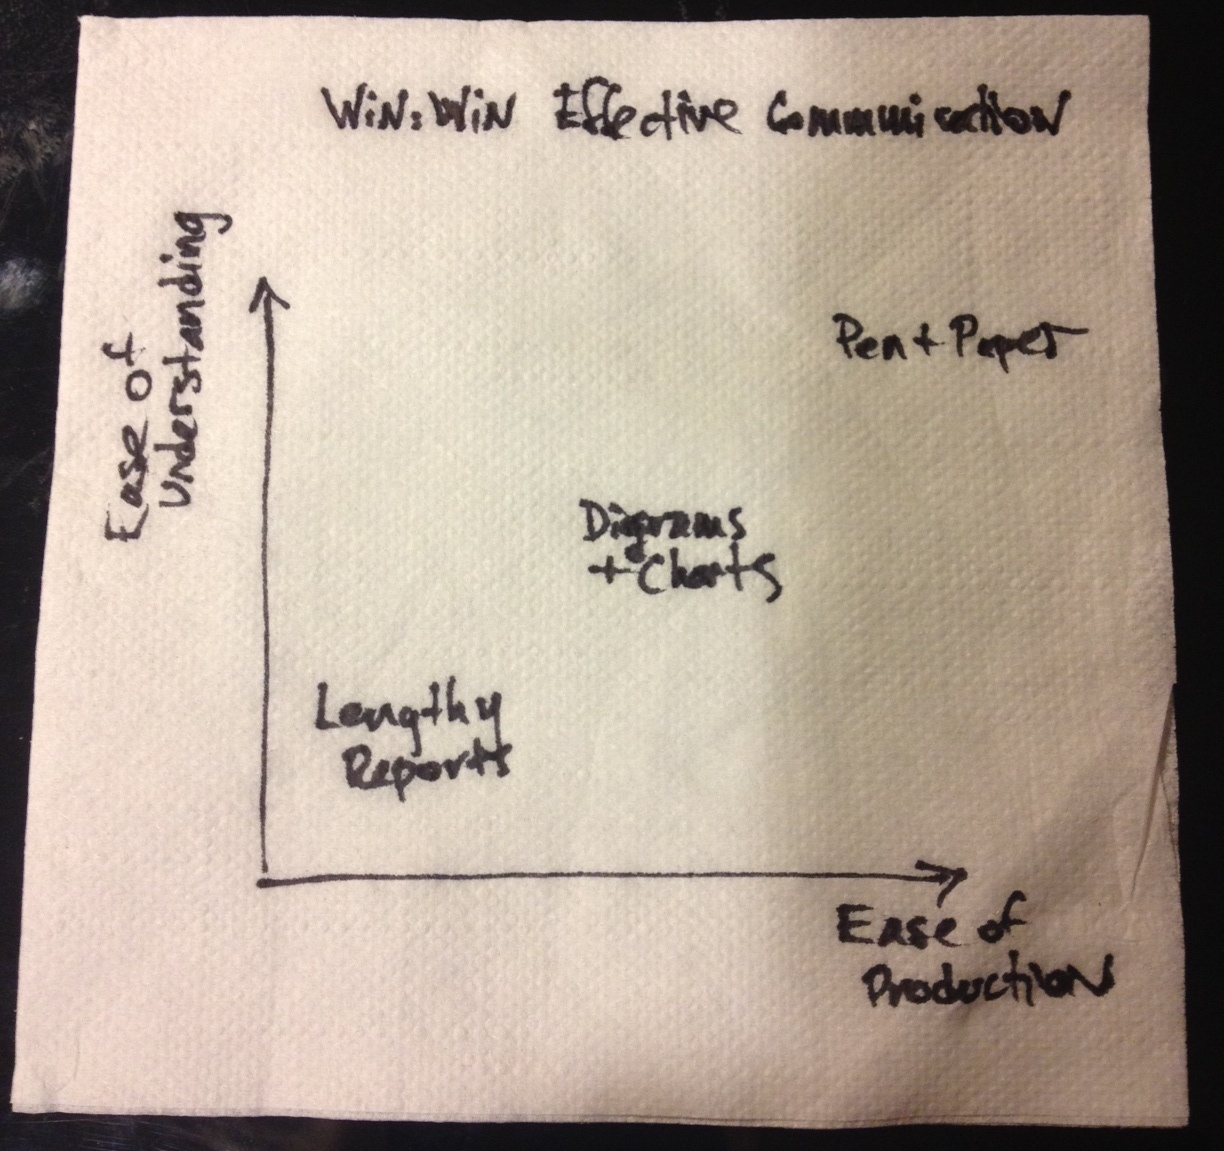 Win:Win Effective Communication
Ease of
Understanding
Pen + Paper
Diagrams
+ Charts
Lengthy
Reports
Ease of
Production